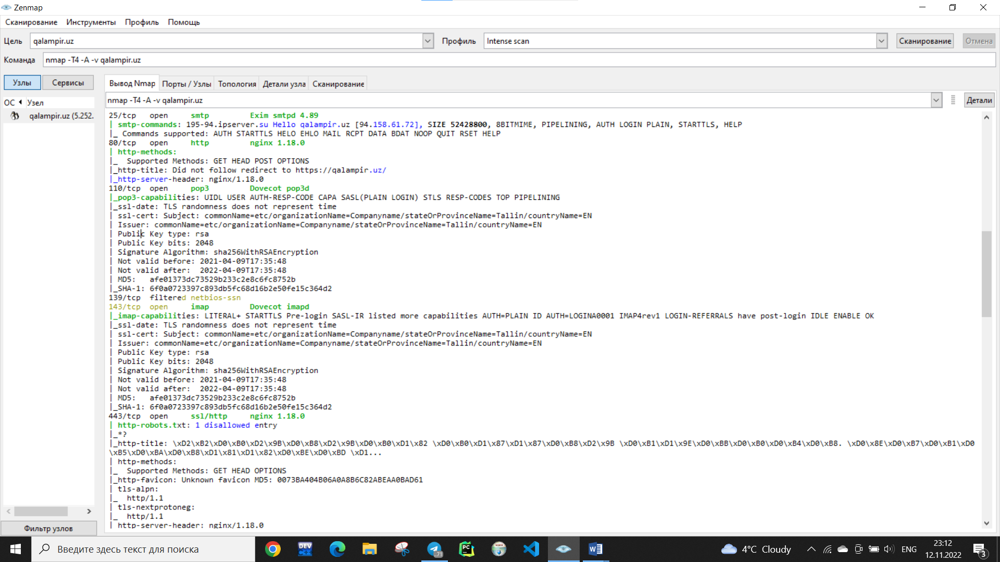 Zenmap
Сканирование Инструменты Профиль Помощь
Цель qalampir.uz Профиль Intense scan Сканирование Отмена
Команда nmap -T4 -A -v qalampir.uz
Узлы Сервисы Вывод Nmap Порты / Узлы Топология Детали узла Сканирование
nmap -T4 -A -v qalampir.uz Детали
ОС Узел
qalampir.uz (5.252.
25/tcp open smtp Exim smtpd 4.89
| smtp-commands: 195-94.ipserver.su Hello qalampir.uz [94.158.61.72], SIZE 52428800, 8BITMIME, PIPELINING, AUTH LOGIN PLAIN, STARTTLS, HELP
|_ Commands supported: AUTH STARTTLS HELO EHLO MAIL RCPT DATA BDAT NOOP QUIT RSET HELP
80/tcp open http nginx 1.18.0
| http-methods:
|_ Supported Methods: GET HEAD POST OPTIONS
|_http-title: Did not follow redirect to https://qalampir.uz/
|_http-server-header: nginx/1.18.0
110/tcp open pop3 Dovecot pop3d
|_pop3-capabilities: UIDL USER AUTH-RESP-CODE CAPA SASL(PLAIN LOGIN) STLS RESP-CODES TOP PIPELINING
|_ssl-date: TLS randomness does not represent time
| ssl-cert: Subject: commonName=etc/organizationName=Companyname/stateOrProvinceName=Tallin/countryName=EN
| Issuer: commonName=etc/organizationName=Companyname/stateOrProvinceName=Tallin/countryName=EN
| Public Key type: rsa
| Public Key bits: 2048
| Signature Algorithm: sha256WithRSAEncryption
| Not valid before: 2021-04-09T17:35:48
| Not valid after: 2022-04-09T17:35:48
| MD5: afe01373dc73529b233c2e8c6fc8752b
|_SHA-1: 6f0a0723397c893db5fc68d16b2e50fe15c364d2
139/tcp filtered netbios-ssn
143/tcp open imap Dovecot imapd
|_imap-capabilities: LITERAL+ STARTTLS Pre-login SASL-IR listed more capabilities AUTH=PLAIN ID AUTH=LOGINA0001 IMAP4rev1 LOGIN-REFERRALS have post-login IDLE ENABLE OK
|_ssl-date: TLS randomness does not represent time
| ssl-cert: Subject: commonName=etc/organizationName=Companyname/stateOrProvinceName=Tallin/countryName=EN
| Issuer: commonName=etc/organizationName=Companyname/stateOrProvinceName=Tallin/countryName=EN
| Public Key type: rsa
| Public Key bits: 2048
| Signature Algorithm: sha256WithRSAEncryption
| Not valid before: 2021-04-09T17:35:48
| Not valid after: 2022-04-09T17:35:48
| MD5: afe01373dc73529b233c2e8c6fc8752b
|_SHA-1: 6f0a0723397c893db5fc68d16b2e50fe15c364d2
443/tcp open ssl/http nginx 1.18.0
| http-robots.txt: 1 disallowed entry
|_*?
|_http-title: \xD2\xB2\xD0\xB0\xD2\x9B\xD0\xB8\xD2\x9B\xD0\xB0\xD1\x82 \xD0\xB0\xD1\x87\xD1\x87\xD0\xB8\xD2\x9B \xD0\xB1\xD1\x9E\xD0\xBB\xD0\xB0\xD0\xB4\xD0\xB8. \xD0\x8E\xD0\xB7\xD0\xB1\xD0
\xB5\xD0\xBA\xD0\xB8\xD1\x81\xD1\x82\xD0\xBE\xD0\xBD \xD1...
| http-methods:
|_ Supported Methods: GET HEAD OPTIONS
|_http-favicon: Unknown favicon MD5: 0073BA404B06A0A8B6C82ABEAA0BAD61
| tls-alpn:
|_ http/1.1
| tls-nextprotoneg:
|_ http/1.1
| http-server-header: nginx/1.18.0
Фильтр узлов
Введите здесь текст для поиска
DEV C++
71
PC
4°C Cloudy
ENG
23:12
12.11.2022
3